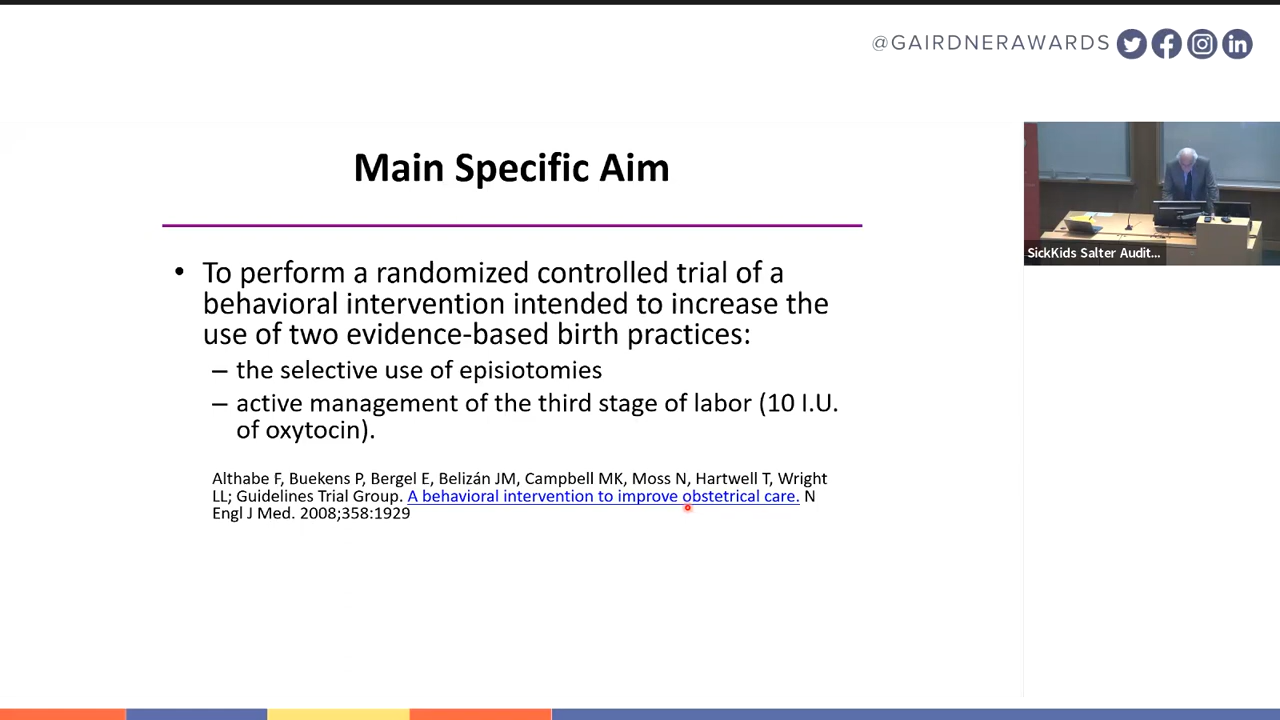 @GAIRDNERAWARDS
Main Specific Aim
• To perform a randomized controlled trial of a
behavioral intervention intended to increase the
use of two evidence-based birth practices:
– the selective use of episiotomies
– active management of the third stage of labor (10 I.U.
of oxytocin).
Althabe F, Buekens P, Bergel E, Belizán JM, Campbell MK, Moss N, Hartwell T, Wright
LL; Guidelines Trial Group. A behavioral intervention to improve obstetrical care. N
Engl J Med. 2008;358:1929
SickKids Salter Audit...